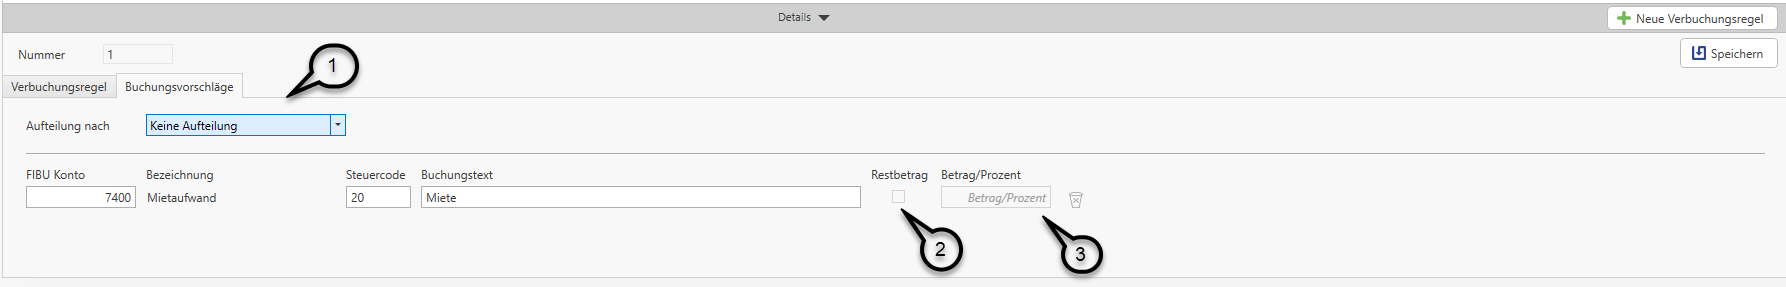 Details
Neue Verbuchungsregel
Nummer 1
Speichern
1
Verbuchungsregel Buchungsvorschläge
Aufteilung nach Keine Aufteilung
FIBU Konto Bezeichnung Steuercode Buchungstext Restbetrag Betrag/Prozent
7400 Mietaufwand 20 Miete Betrag/Prozent
2 3